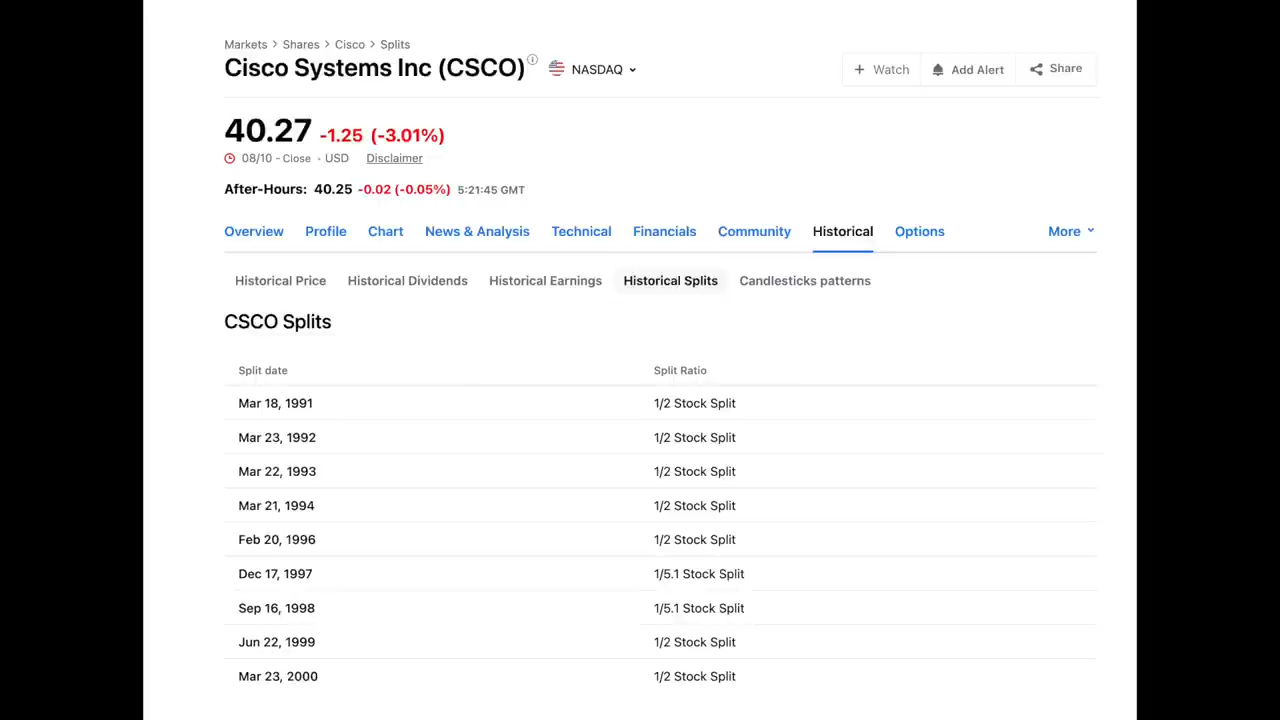 Markets > Shares > Cisco > Splits
Cisco Systems Inc (CSCO) NASDAQ
+ Watch Add Alert Share
40.27 -1.25 (-3.01%)
08/10 - Close · USD Disclaimer
After-Hours: 40.25 -0.02 (-0.05%) 5:21:45 GMT
Overview Profile Chart News & Analysis Technical Financials Community Historical Options More
Historical Price Historical Dividends Historical Earnings Historical Splits Candlesticks patterns
CSCO Splits
Split date Split Ratio
Mar 18, 1991 1/2 Stock Split
Mar 23, 1992 1/2 Stock Split
Mar 22, 1993 1/2 Stock Split
Mar 21, 1994 1/2 Stock Split
Feb 20, 1996 1/2 Stock Split
Dec 17, 1997 1/5.1 Stock Split
Sep 16, 1998 1/5.1 Stock Split
Jun 22, 1999 1/2 Stock Split
Mar 23, 2000 1/2 Stock Split